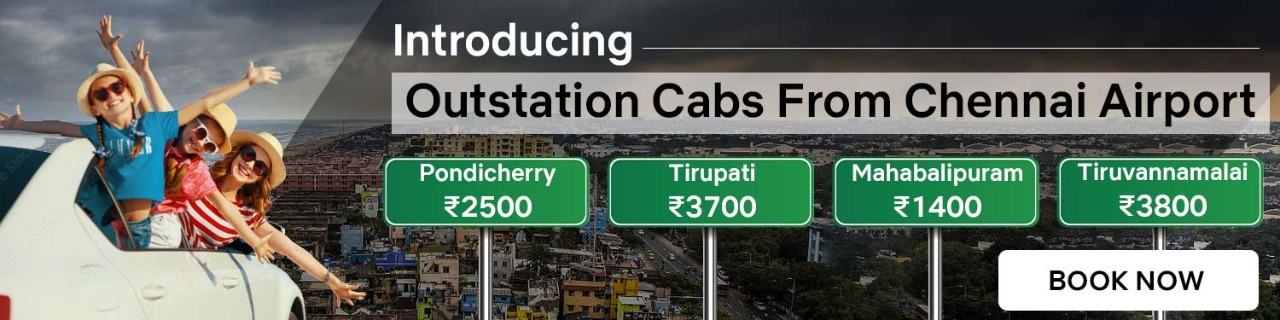 Introducing
Outstation Cabs From Chennai Airport
Pondicherry
₹2500
Tirupati
₹3700
Mahabalipuram
₹1400
Tiruvannamalai
₹3800
BOOK NOW